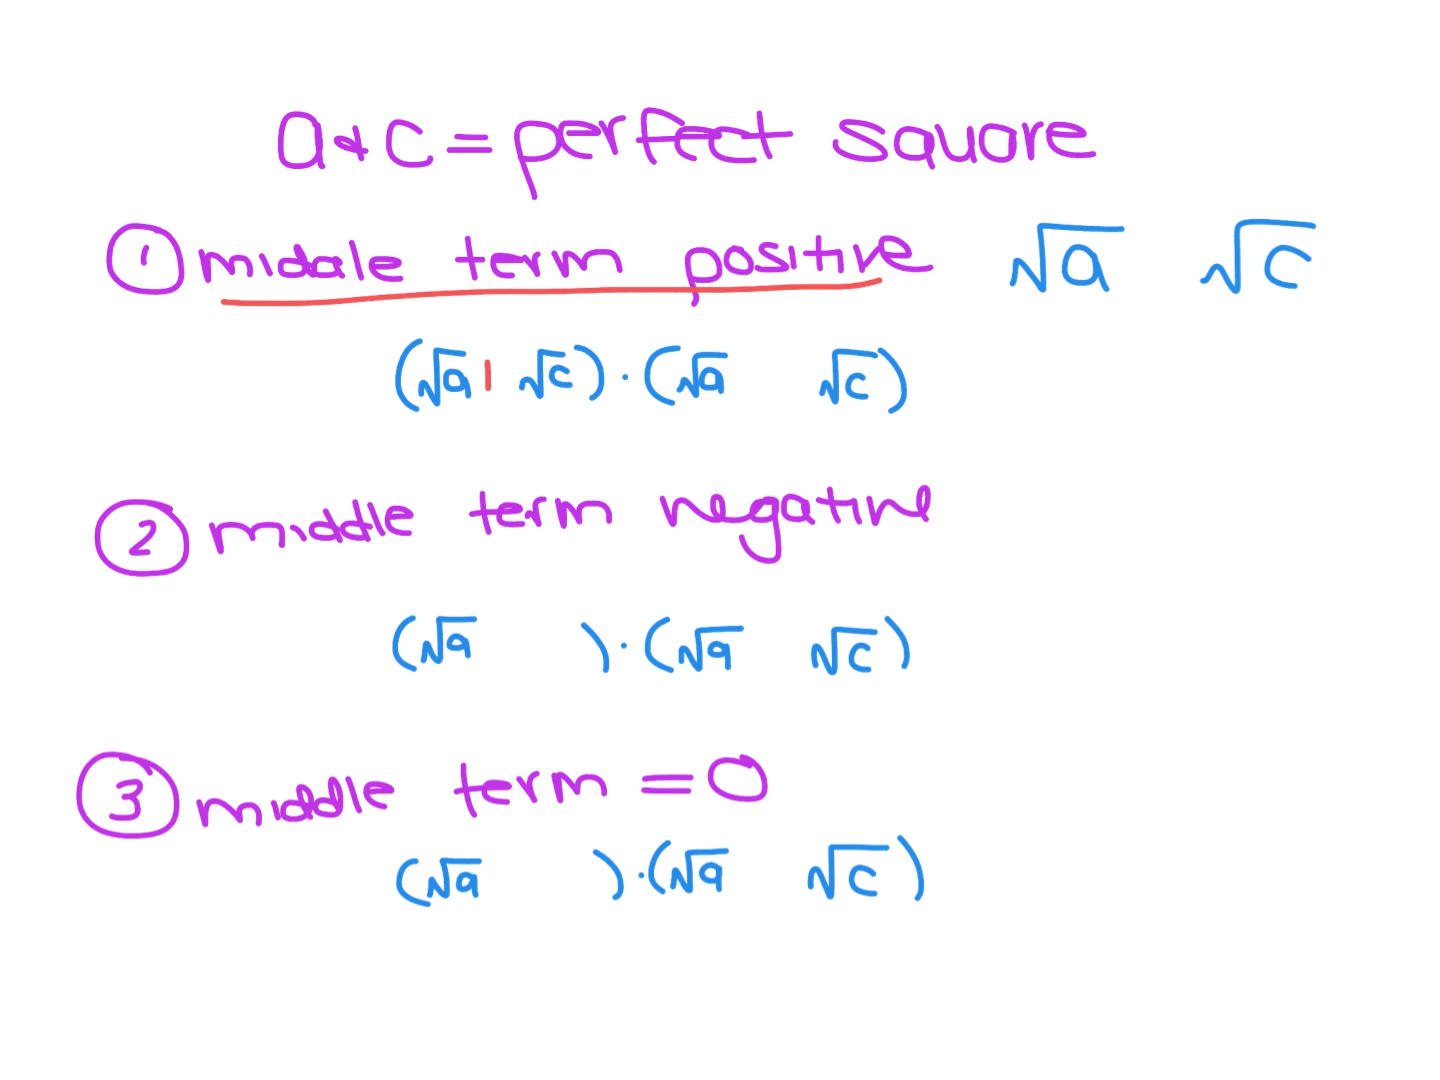 a & c = perfect square
① middle term positive √a √c
(√a | √c) · (√a √c)
② middle term negative
(√a ) · (√a √c)
③ middle term = 0
(√a ) · (√a √c)